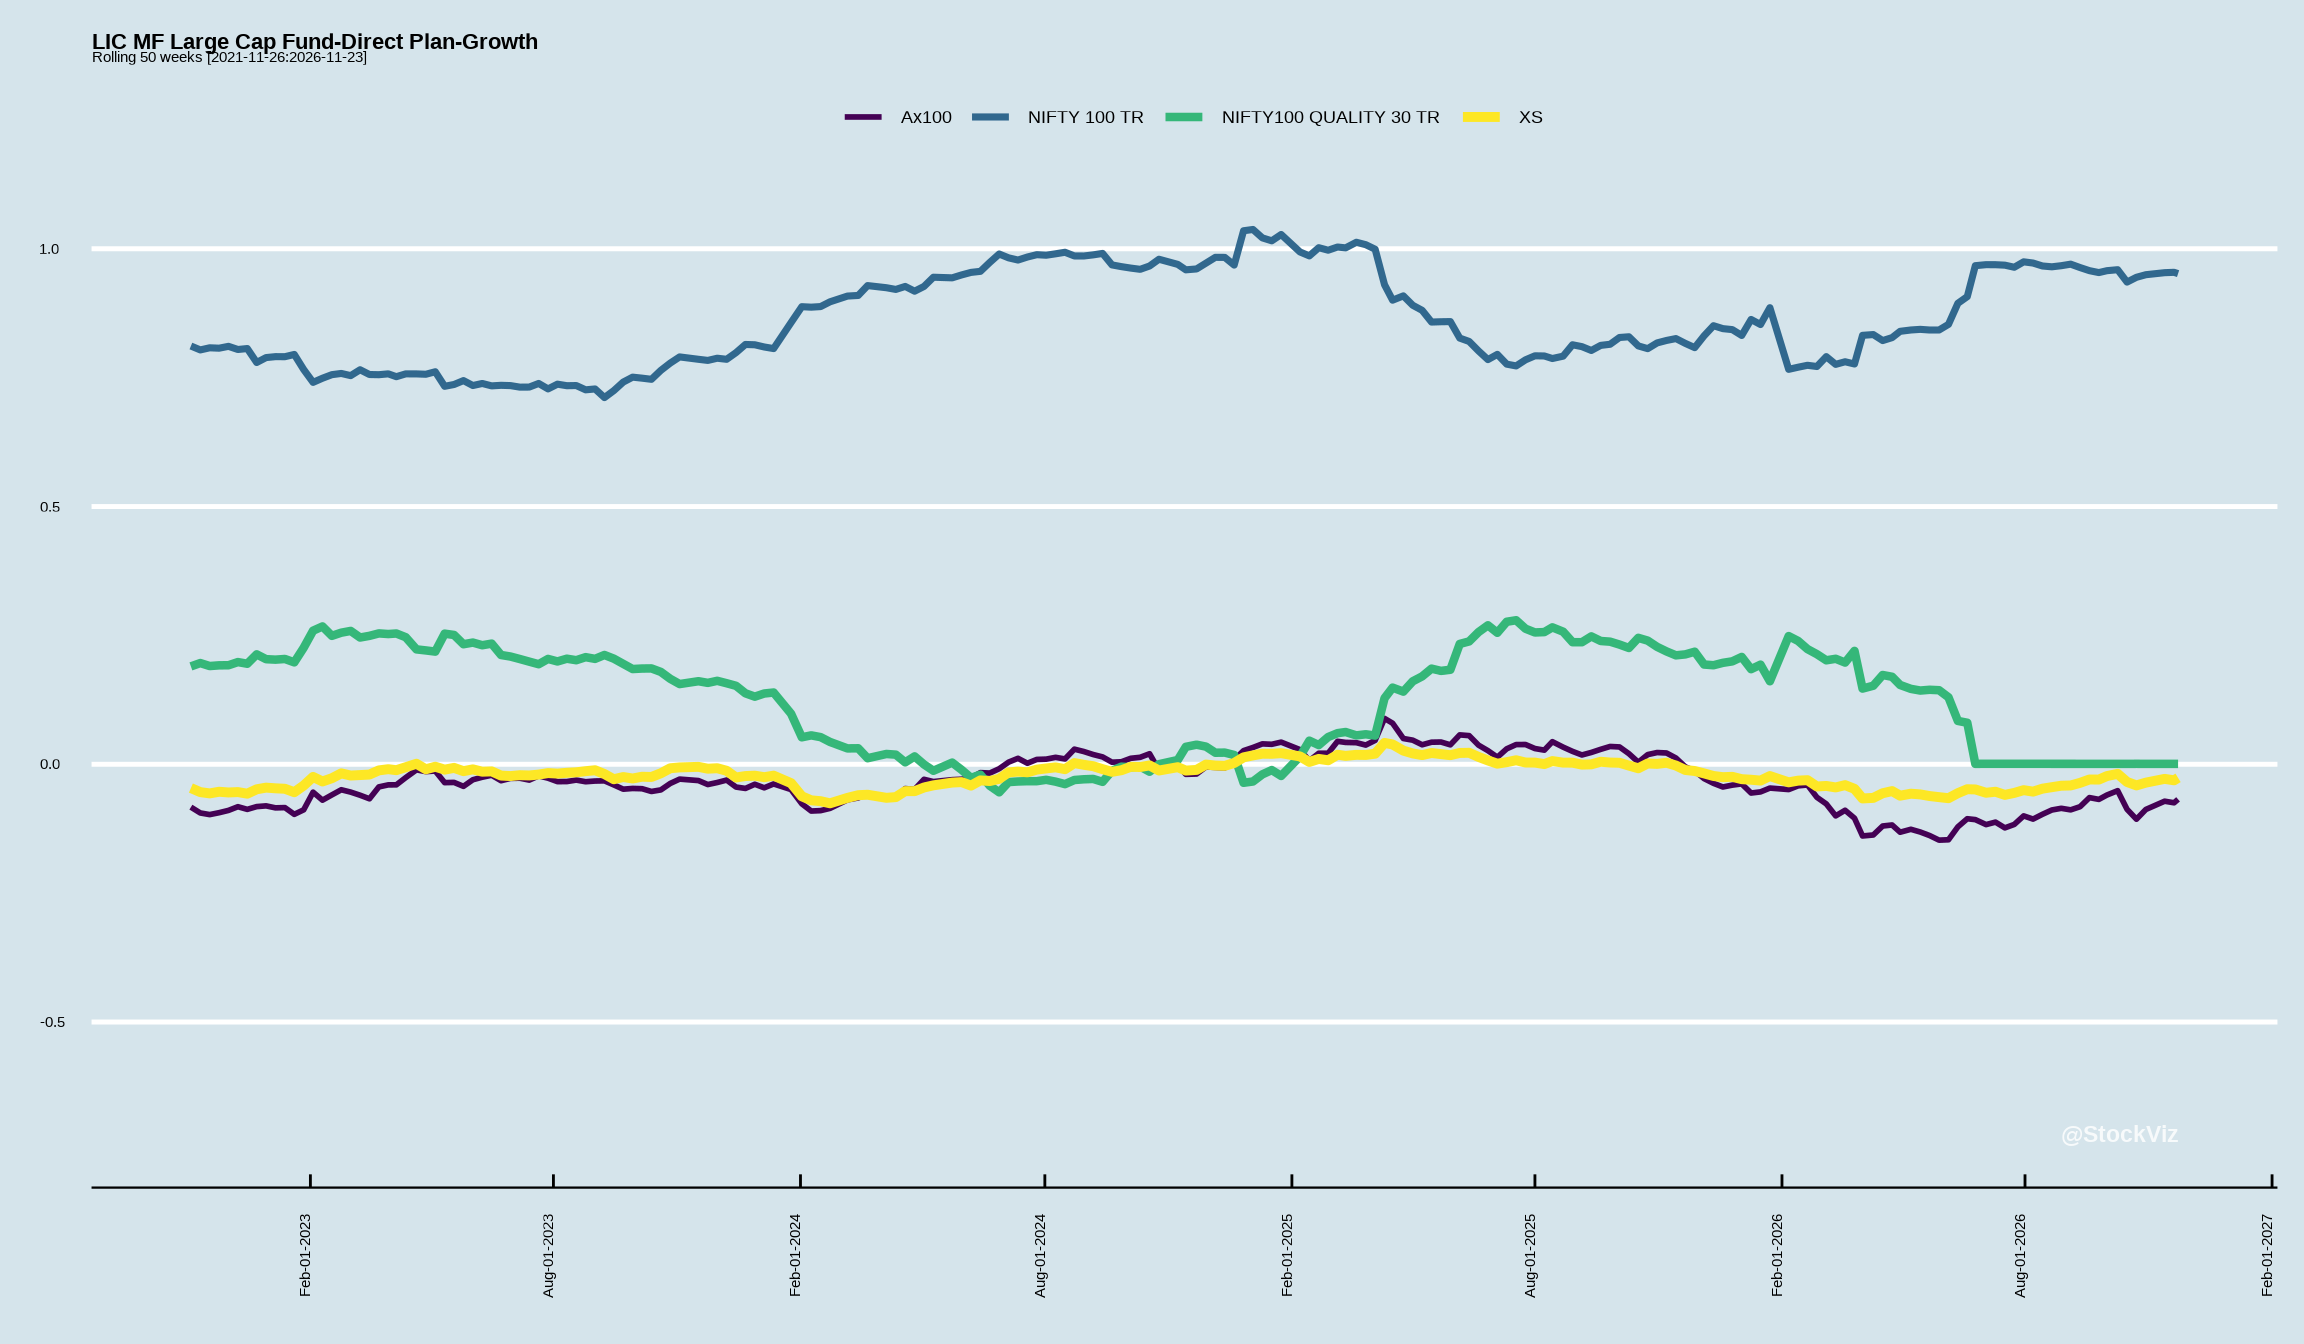 LIC MF Large Cap Fund-Direct Plan-Growth
Rolling 50 weeks [2021-11-26:2026-11-23]
Ax100 NIFTY 100 TR NIFTY100 QUALITY 30 TR XS
1.0
0.5
0.0
-0.5
@StockViz
Feb-01-2023
Aug-01-2023
Feb-01-2024
Aug-01-2024
Feb-01-2025
Aug-01-2025
Feb-01-2026
Aug-01-2026
Feb-01-2027